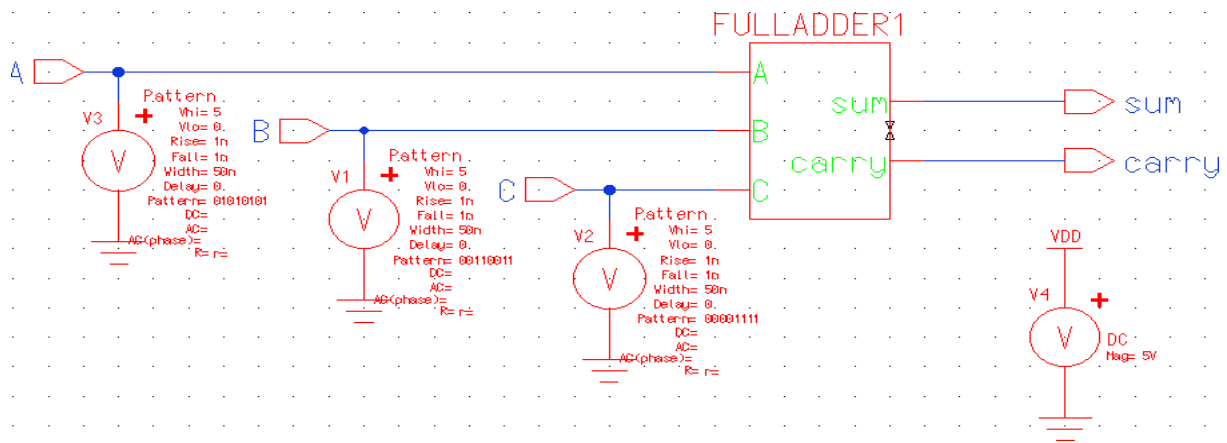 FULLADDER1
A
A
sum
sum
B
B
carry
carry
C
C
V3
Pattern
Vhi= 5
Vlo= 0.
Rise= 1n
Fall= 1n
Width= 50n
Delay= 0.
Pattern= 01010101
DC=
AC=
AC(phase)=
R= r=
V1
Pattern
Vhi= 5
Vlo= 0.
Rise= 1n
Fall= 1n
Width= 50n
Delay= 0.
Pattern= 00110011
DC=
AC=
AC(phase)=
R= r=
V2
Pattern
Vhi= 5
Vlo= 0.
Rise= 1n
Fall= 1n
Width= 50n
Delay= 0.
Pattern= 00001111
DC=
AC=
AC(phase)=
R= r=
V
V
V
VDD
V4
V
DC
Mag= 5V